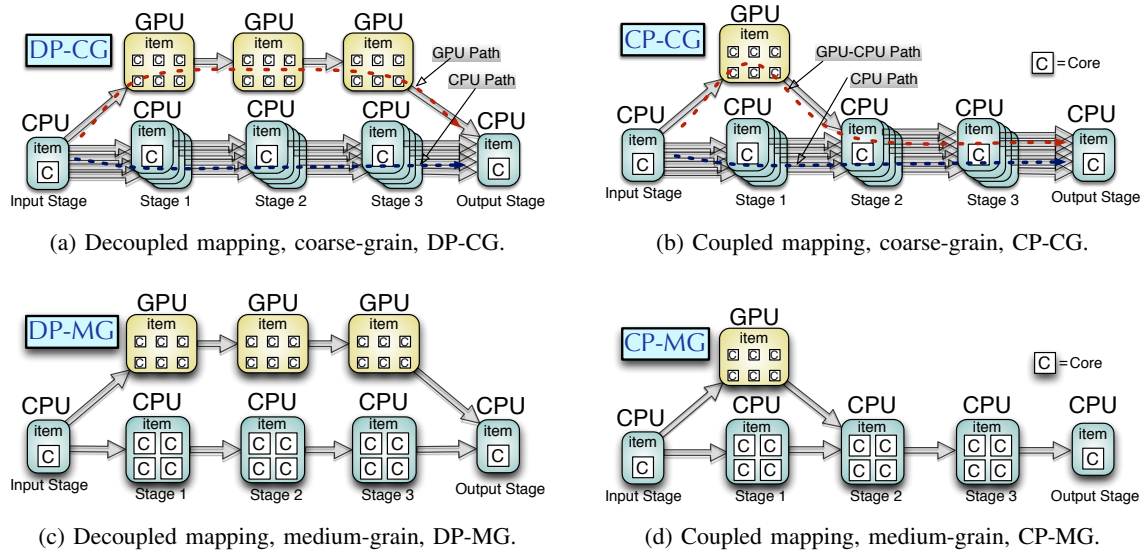 DP-CG
GPU
item
C C C
C C C
GPU
item
C C C
C C C
GPU
item
C C C
C C C
GPU Path
CPU Path
CPU
item
C
Input Stage
CPU
item
C
Stage 1
CPU
item
C
Stage 2
CPU
item
C
Stage 3
CPU
item
C
Output Stage
(a) Decoupled mapping, coarse-grain, DP-CG.
CP-CG
GPU
item
C C C
C C C
GPU-CPU Path
CPU Path
C =Core
CPU
item
C
Input Stage
CPU
item
C
Stage 1
CPU
item
C
Stage 2
CPU
item
C
Stage 3
CPU
item
C
Output Stage
(b) Coupled mapping, coarse-grain, CP-CG.
DP-MG
GPU
item
C C C
C C C
GPU
item
C C C
C C C
GPU
item
C C C
C C C
CPU
item
C
Input Stage
CPU
item
C C
C C
Stage 1
CPU
item
C C
C C
Stage 2
CPU
item
C C
C C
Stage 3
CPU
item
C
Output Stage
(c) Decoupled mapping, medium-grain, DP-MG.
CP-MG
GPU
item
C C C
C C C
C =Core
CPU
item
C
Input Stage
CPU
item
C C
C C
Stage 1
CPU
item
C C
C C
Stage 2
CPU
item
C C
C C
Stage 3
CPU
item
C
Output Stage
(d) Coupled mapping, medium-grain, CP-MG.